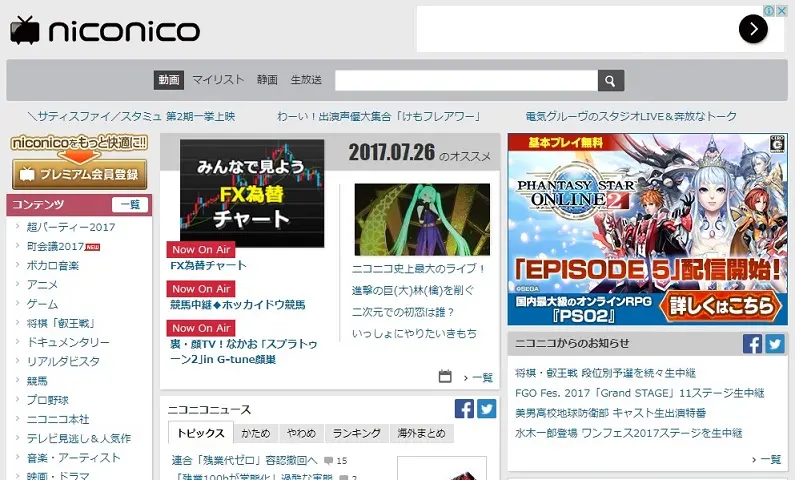 niconico
動画 マイリスト 静画 生放送
＼サティスファイ／スタミュ 第2期一挙上映
わーい！出演声優大集合「けもフレアワー」
電気グルーヴのスタジオLIVE＆奔放なトーク
niconicoをもっと快適に!!
プレミアム会員登録
コンテンツ 一覧
超パーティー2017
町会議2017 NEW
ボカロ音楽
アニメ
ゲーム
将棋「叡王戦」
ドキュメンタリー
リアルダビスタ
競馬
プロ野球
ニコニコ本社
テレビ見逃し＆人気作
音楽・アーティスト
映画・ドラマ
みんなで見よう
FX為替
チャート
Now On Air
FX為替チャート
Now On Air
競馬中継◆ホッカイドウ競馬
Now On Air
裏・顔TV！なかお「スプラトゥ
ーン2」in G-tune顔巣
2017.07.26 のオススメ
ニコニコ史上最大のライブ！
進撃の巨(大)林(檎)を削ぐ
二次元での初恋は誰？
いっしょにやりたいきもち
一覧
ニコニコニュース
トピックス かため やわめ ランキング 海外まとめ
連合「残業代ゼロ」容認撤回へ 15
「残業100hが常態化」過酷な実態 2
基本プレイ無料
PHANTASY STAR
ONLINE 2
「EPISODE 5」配信開始！
©SEGA
国内最大級のオンラインRPG
『PSO2』
詳しくはこちら
ニコニコからのお知らせ
将棋・叡王戦 段位別予選を続々生中継
FGO Fes. 2017「Grand STAGE」11ステージ生中継
美男高校地球防衛部 キャスト生出演特番
水木一郎登場 ワンフェス2017ステージを生中継
一覧